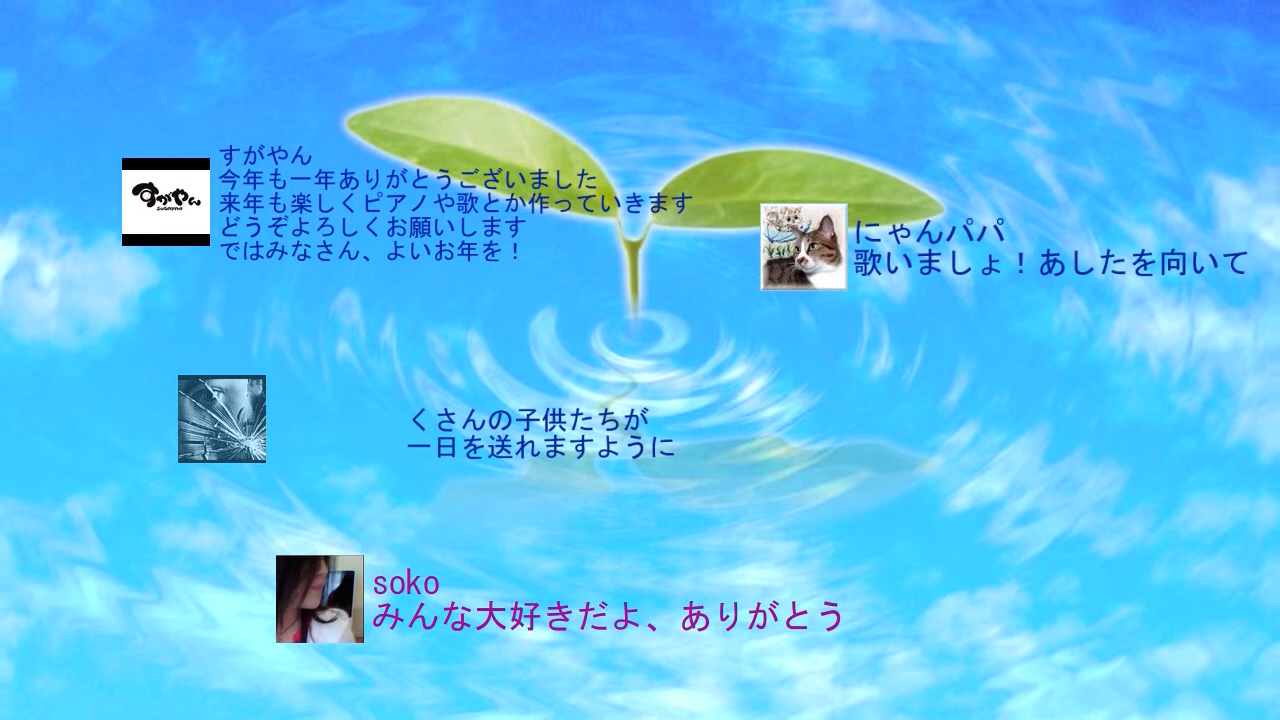 すがやん
今年も一年ありがとうございました
来年も楽しくピアノや歌とか作っていきます
どうぞよろしくお願いします
ではみなさん、よいお年を！
すがやん
にゃんパパ
歌いましょ！あしたを向いて
くさんの子供たちが
一日を送れますように
soko
みんな大好きだよ、ありがとう